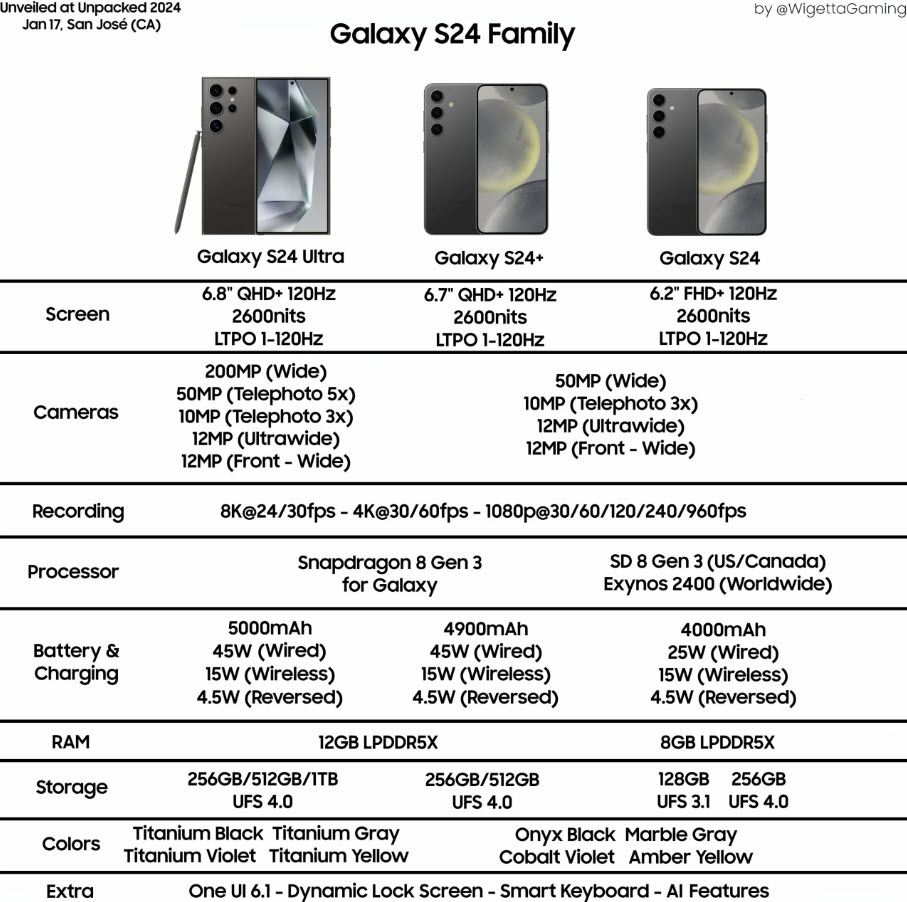 Unveiled at Unpacked 2024
Jan 17, San José (CA)
by @WigettaGaming
Galaxy S24 Family
Galaxy S24 Ultra
Galaxy S24+
Galaxy S24
Screen
6.8" QHD+ 120Hz
2600nits
LTPO 1-120Hz
6.7" QHD+ 120Hz
2600nits
LTPO 1-120Hz
6.2" FHD+ 120Hz
2600nits
LTPO 1-120Hz
Cameras
200MP (Wide)
50MP (Telephoto 5x)
10MP (Telephoto 3x)
12MP (Ultrawide)
12MP (Front - Wide)
50MP (Wide)
10MP (Telephoto 3x)
12MP (Ultrawide)
12MP (Front - Wide)
Recording
8K@24/30fps - 4K@30/60fps - 1080p@30/60/120/240/960fps
Processor
Snapdragon 8 Gen 3
for Galaxy
SD 8 Gen 3 (US/Canada)
Exynos 2400 (Worldwide)
Battery &
Charging
5000mAh
45W (Wired)
15W (Wireless)
4.5W (Reversed)
4900mAh
45W (Wired)
15W (Wireless)
4.5W (Reversed)
4000mAh
25W (Wired)
15W (Wireless)
4.5W (Reversed)
RAM
12GB LPDDR5X
8GB LPDDR5X
Storage
256GB/512GB/1TB
UFS 4.0
256GB/512GB
UFS 4.0
128GB 256GB
UFS 3.1 UFS 4.0
Colors
Titanium Black Titanium Gray
Titanium Violet Titanium Yellow
Onyx Black Marble Gray
Cobalt Violet Amber Yellow
Extra
One UI 6.1 - Dynamic Lock Screen - Smart Keyboard - AI Features